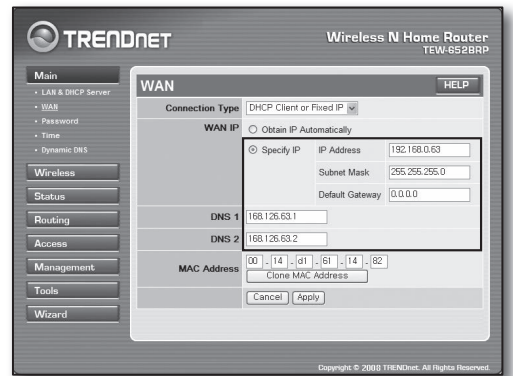 TRENDNET
Wireless N Home Router
TEW-652BRP
Main
• LAN & DHCP Server
• WAN
• Password
• Time
• Dynamic DNS
Wireless
Status
Routing
Access
Management
Tools
Wizard
WAN
HELP
Connection Type DHCP Client or Fixed IP
WAN IP Obtain IP Automatically
Specify IP IP Address 192.168.0.63
Subnet Mask 255.255.255.0
Default Gateway 0.0.0.0
DNS 1 168.126.63.1
DNS 2 168.126.63.2
MAC Address 00 - 14 - d1 - 61 - 14 - 82
Clone MAC Address
Cancel Apply
Copyright © 2008 TRENDnet. All Rights Reserved.